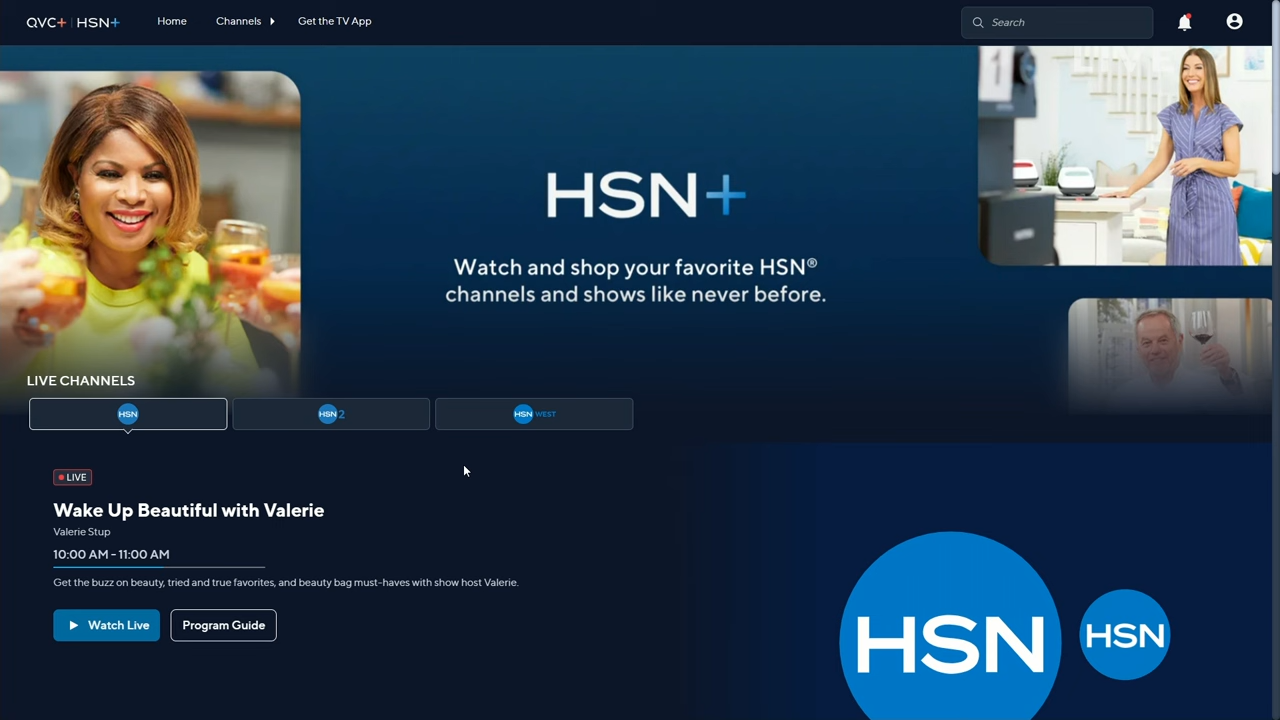 QVC+ | HSN+
Home
Channels
Get the TV App
Search
HSN+
Watch and shop your favorite HSN®
channels and shows like never before.
LIVE CHANNELS
HSN
HSN 2
HSN WEST
LIVE
Wake Up Beautiful with Valerie
Valerie Stup
10:00 AM - 11:00 AM
Get the buzz on beauty, tried and true favorites, and beauty bag must-haves with show host Valerie.
Watch Live
Program Guide
HSN
HSN